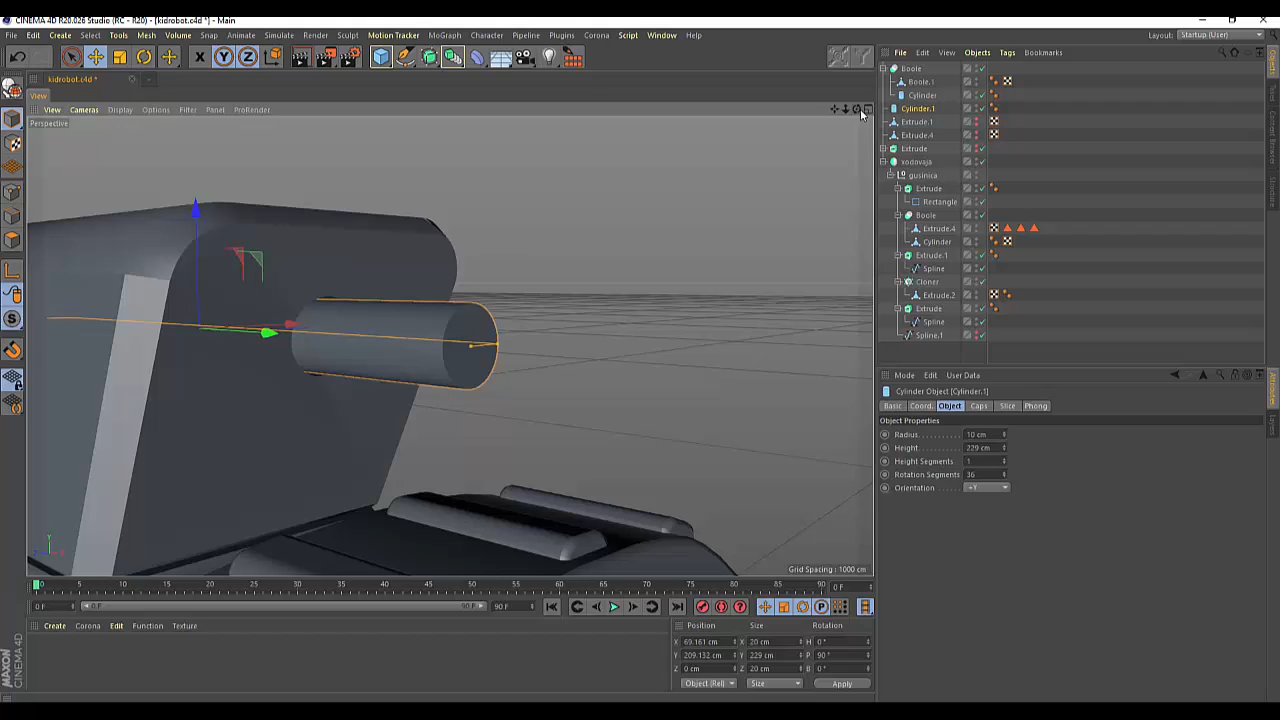 CINEMA 4D R20.026 Studio (RC - R20) - [kidrobot.c4d *] - Main
File Edit Create Select Tools Mesh Volume Snap Animate Simulate Render Sculpt Motion Tracker MoGraph Character Pipeline Plugins Corona Script Window Help
Layout: Startup (User)
X Y Z
File Edit View Objects Tags Bookmarks
kidrobot.c4d *
View
View Cameras Display Options Filter Panel ProRender
Perspective
Boole
Boole.1
Cylinder
Cylinder.1
Extrude.1
Extrude.4
Extrude
xodovaja
gusinica
Extrude
Rectangle
Boole
Extrude.4
Cylinder
Extrude.1
Spline
Cloner
Extrude.2
Extrude
Spline
Spline.1
Mode Edit User Data
Cylinder Object [Cylinder.1]
Basic Coord. Object Caps Slice Phong
Object Properties
Radius 10 cm
Height 229 cm
Height Segments 1
Rotation Segments 36
Orientation +Y
Grid Spacing : 1000 cm
0 5 10 15 20 25 30 35 40 45 50 55 60 65 70 75 80 85 90 0 F
0 F 0 F 90 F 90 F
Create Corona Edit Function Texture
Position Size Rotation
X 69.161 cm X 20 cm H 0 °
Y 209.132 cm Y 229 cm P 90 °
Z 0 cm Z 20 cm B 0 °
Object (Rel) Size Apply
MAXON CINEMA 4D